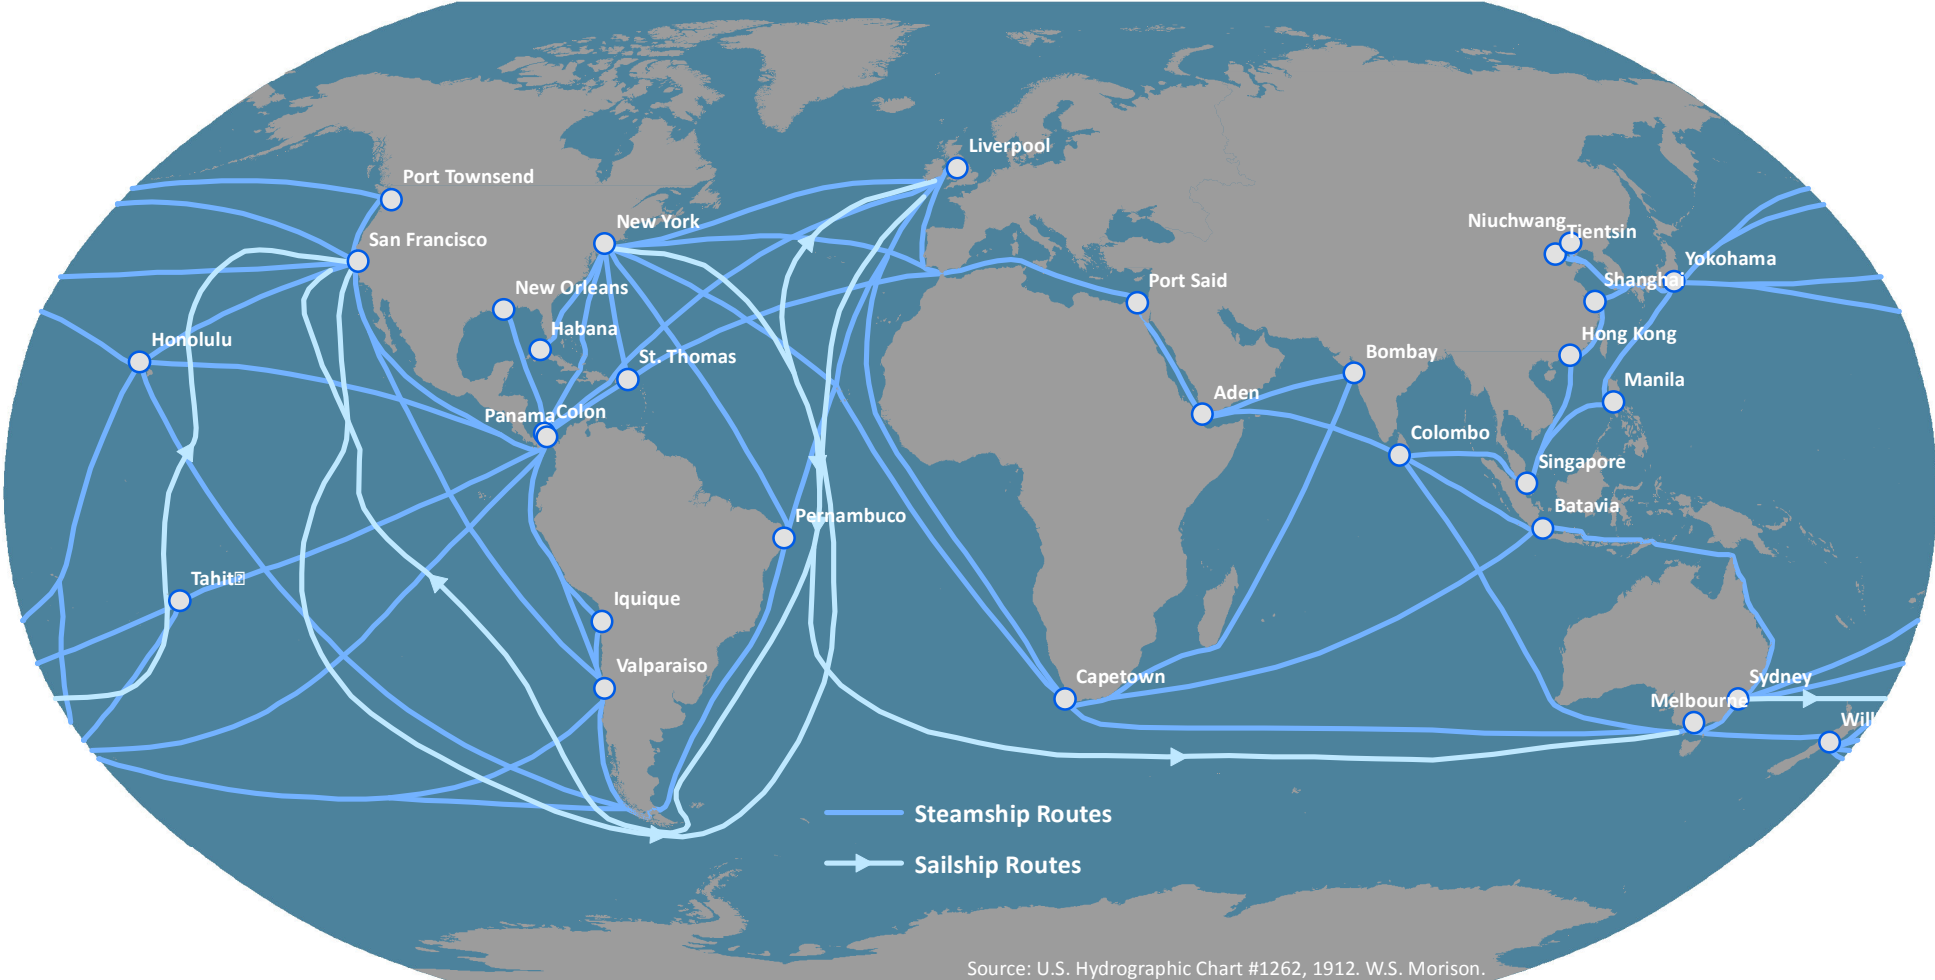 Liverpool
Port Townsend
New York
Niuchwang
Tientsin
San Francisco
Yokohama
Port Said
Shanghai
New Orleans
Habana
Hong Kong
Honolulu
St. Thomas
Bombay
Manila
Aden
Panama
Colon
Colombo
Singapore
Batavia
Pernambuco
Tahit
Iquique
Valparaiso
Capetown
Sydney
Melbourne
Well
Steamship Routes
Sailship Routes
Source: U.S. Hydrographic Chart #1262, 1912. W.S. Morison.